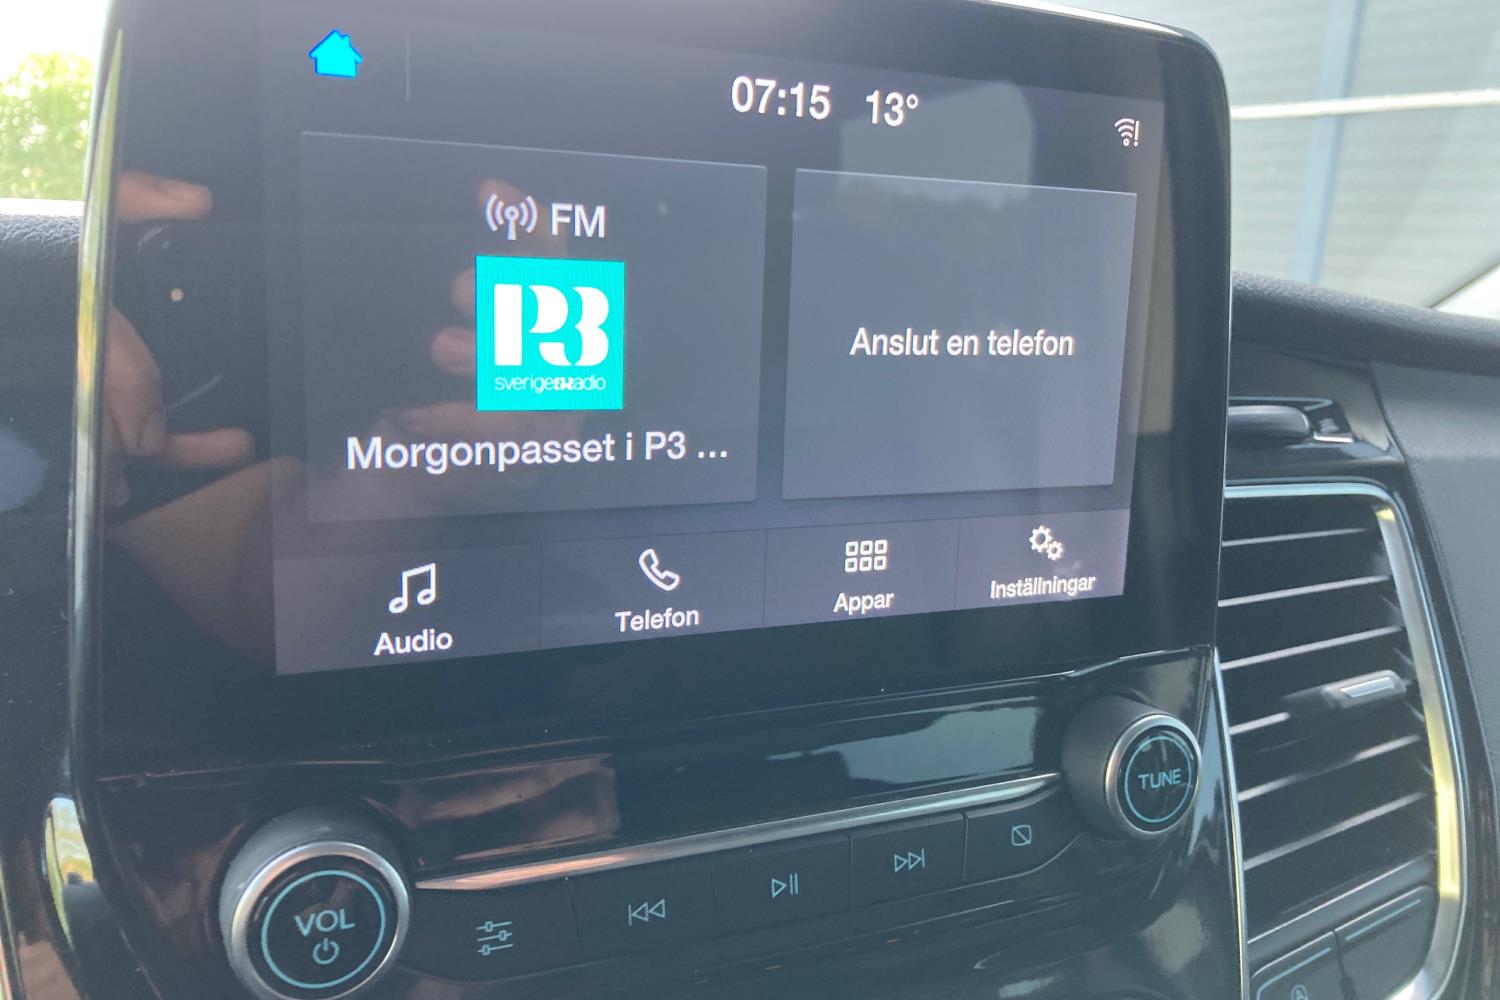 07:15 13°
FM
P3
sverigesradio
Morgonpasset i P3 ...
Anslut en telefon
Audio
Telefon
Appar
Inställningar
TUNE
VOL